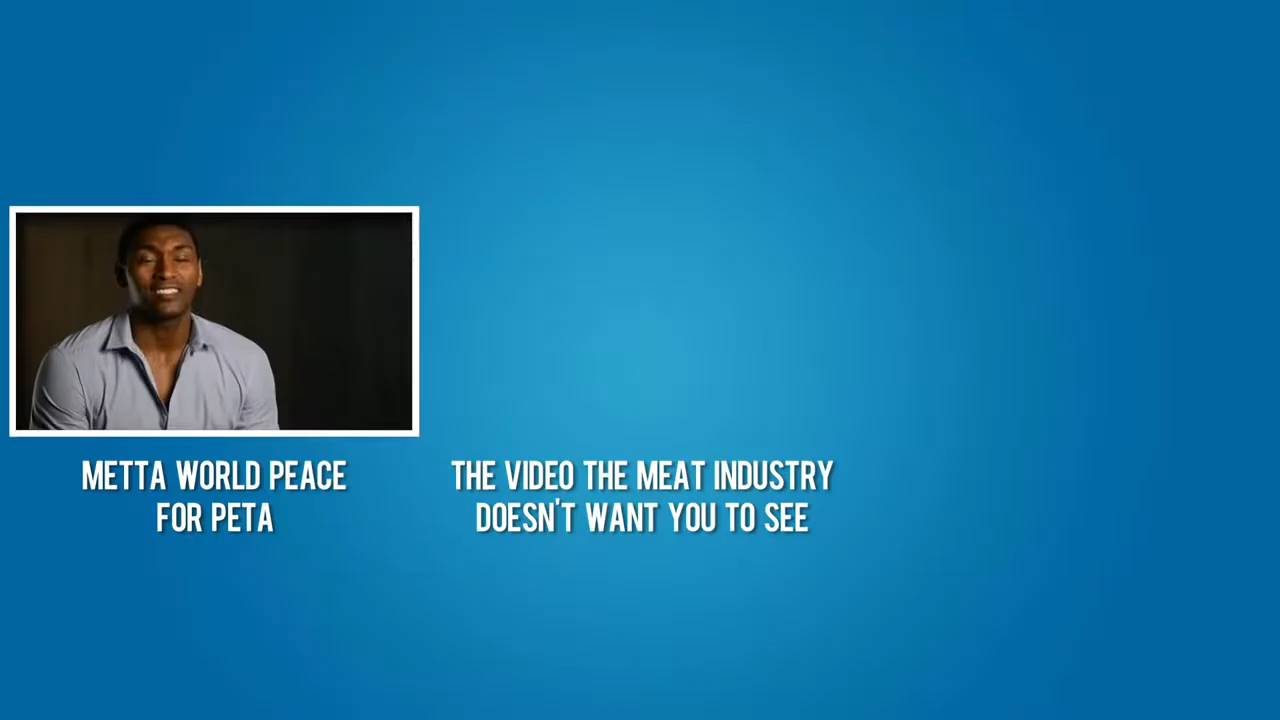 METTA WORLD PEACE
FOR PETA
THE VIDEO THE MEAT INDUSTRY
DOESN'T WANT YOU TO SEE